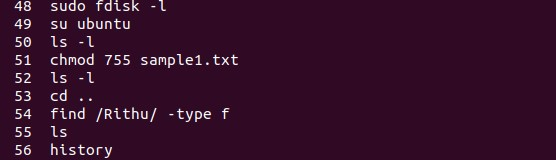 48 sudo fdisk -l
49 su ubuntu
50 ls -l
51 chmod 755 sample1.txt
52 ls -l
53 cd ..
54 find /Rithu/ -type f
55 ls
56 history